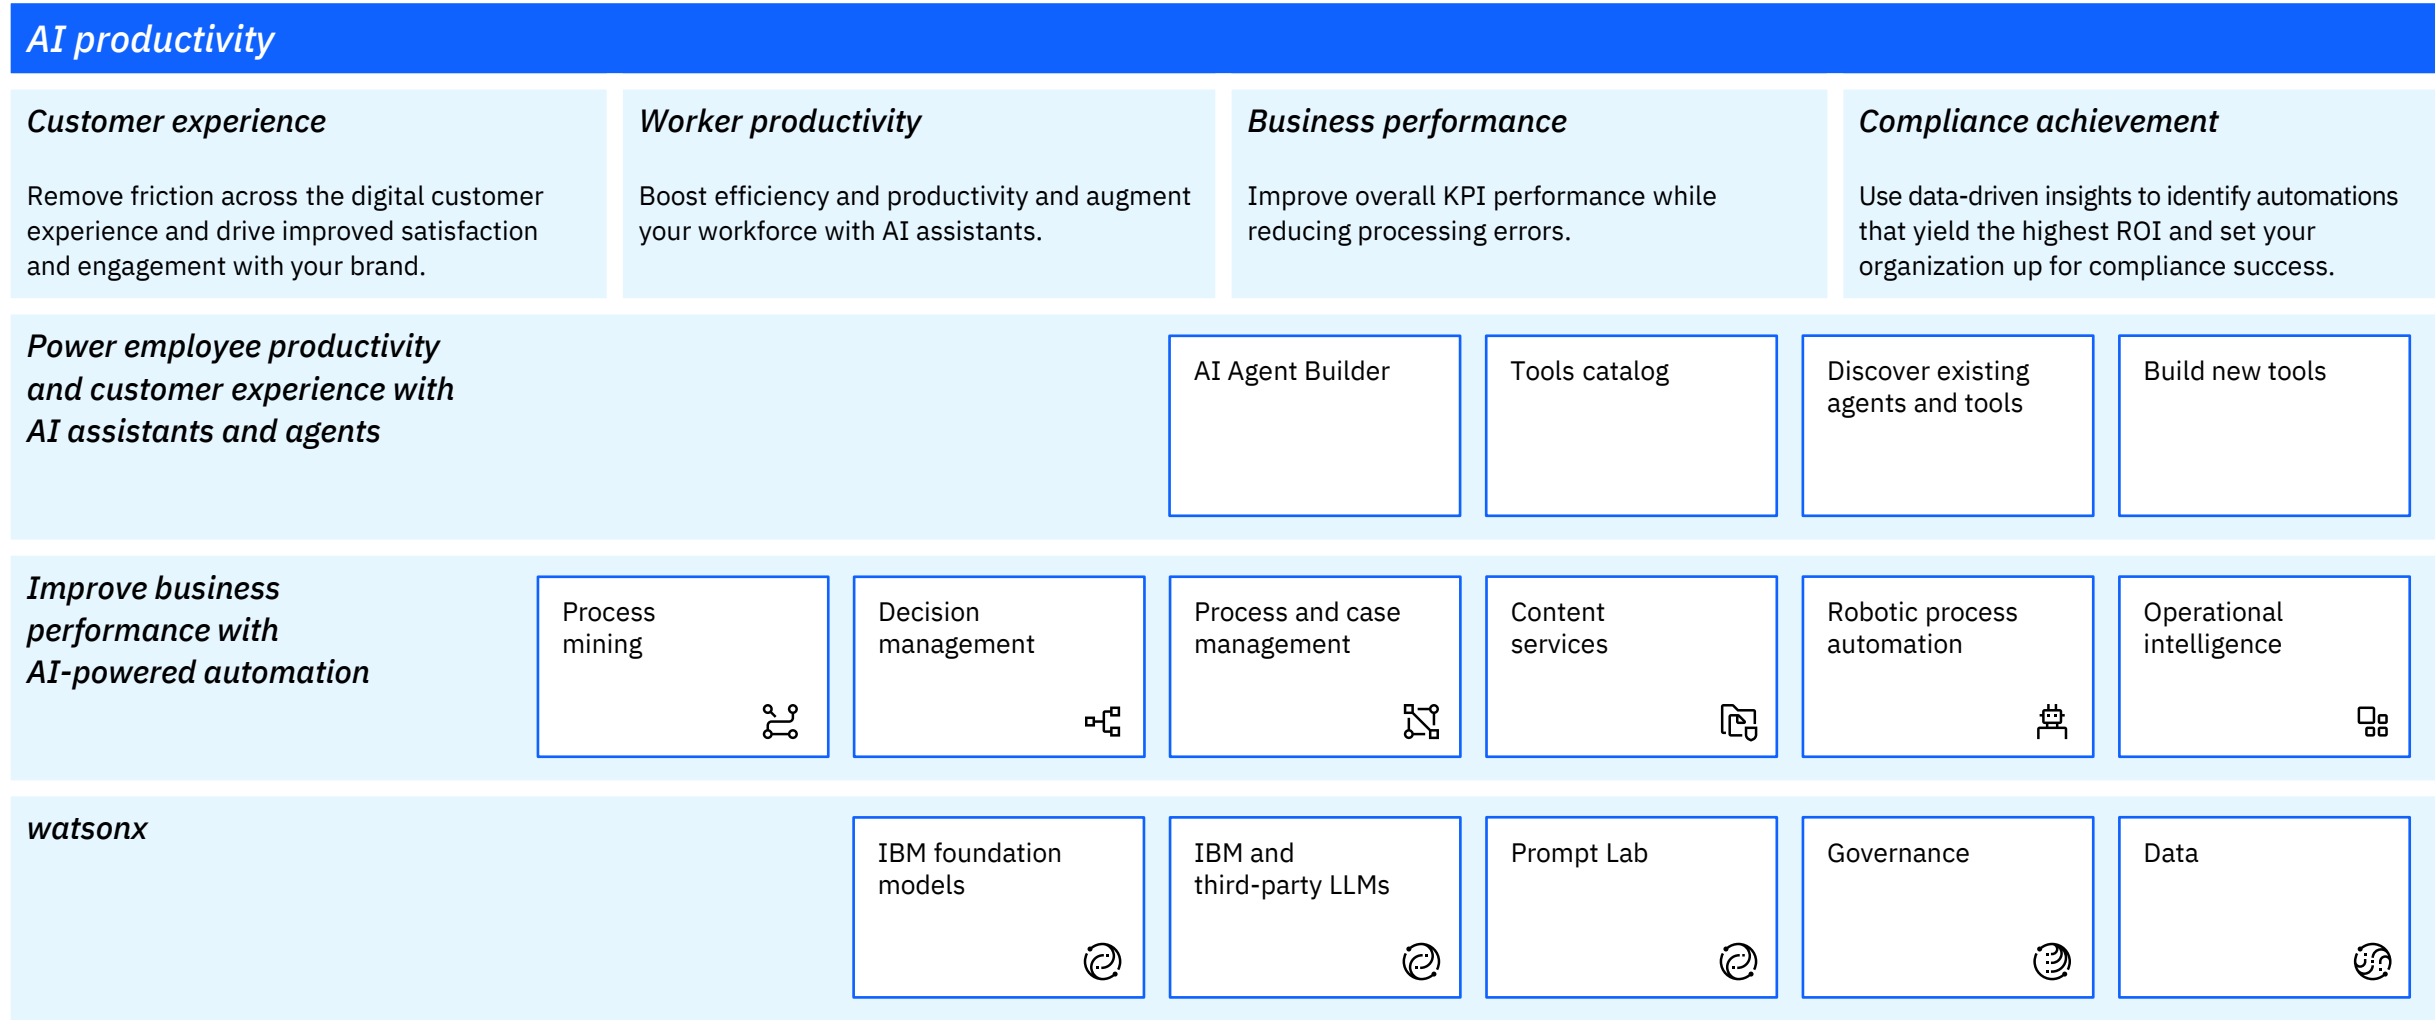 AI productivity
Customer experience
Remove friction across the digital customer
experience and drive improved satisfaction
and engagement with your brand.
Worker productivity
Boost efficiency and productivity and augment
your workforce with AI assistants.
Business performance
Improve overall KPI performance while
reducing processing errors.
Compliance achievement
Use data-driven insights to identify automations
that yield the highest ROI and set your
organization up for compliance success.
Power employee productivity
and customer experience with
AI assistants and agents
AI Agent Builder
Tools catalog
Discover existing
agents and tools
Build new tools
Improve business
performance with
AI-powered automation
Process
mining
Decision
management
Process and case
management
Content
services
Robotic process
automation
Operational
intelligence
watsonx
IBM foundation
models
IBM and
third-party LLMs
Prompt Lab
Governance
Data